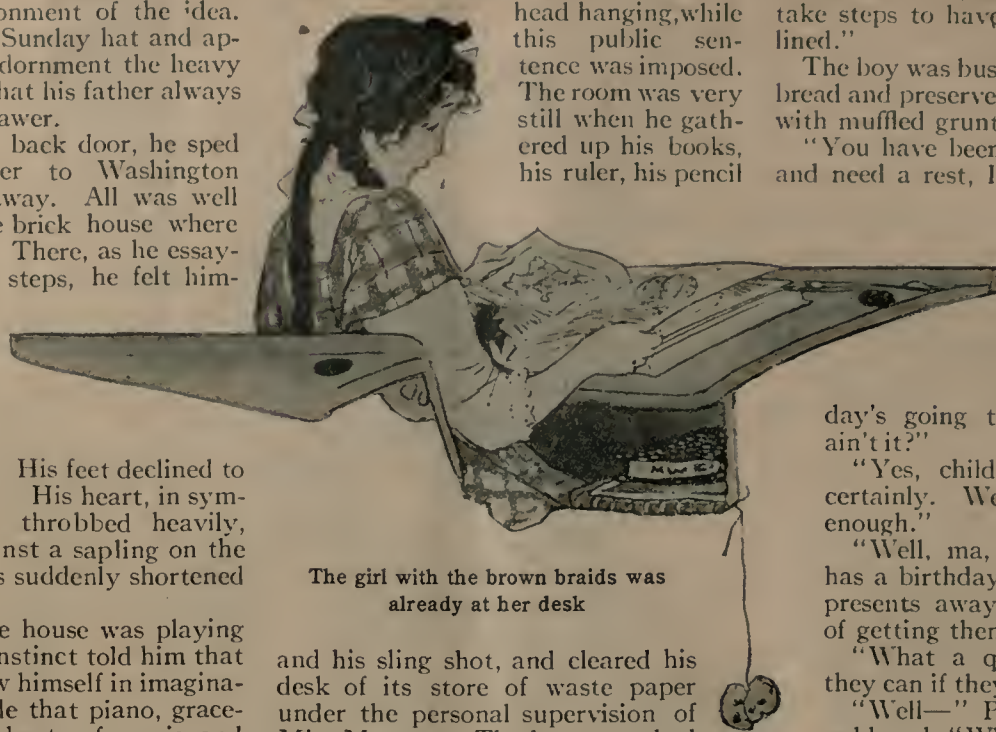 onment of the idea.
Sunday hat and ap-
dornment the heavy
hat his father always
awer.
back door, he sped
er to Washington
way. All was well
e brick house where
There, as he essay-
steps, he felt him-
His feet declined to
His heart, in sym-
throbbed heavily,
nst a sapling on the
s suddenly shortened
e house was playing
nstinct told him that
w himself in imagina-
le that piano, grace-
head hanging, while
this public sen-
tence was imposed.
The room was very
still when he gath-
ered up his books,
his ruler, his pencil
The girl with the brown braids was
already at her desk
and his sling shot, and cleared his
desk of its store of waste paper
under the personal supervision of
take steps to have
lined."
The boy was bus
bread and preserve
with muffled grunt
"You have been
and need a rest, I
day's going t
ain't it?"
"Yes, child
certainly. We
enough."
"Well, ma,
has a birthday
presents away
of getting ther
"What a q
they can if they
"Well—" P